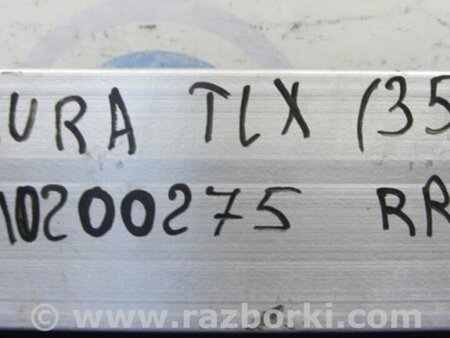 URA TLX (35
10200275 RR
© www.razborki.com